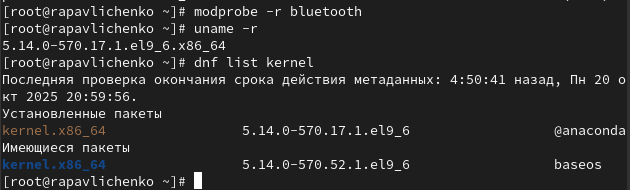 [root@rapavlichenko ~]# modprobe -r bluetooth
[root@rapavlichenko ~]# uname -r
5.14.0-570.17.1.el9_6.x86_64
[root@rapavlichenko ~]# dnf list kernel
Последняя проверка окончания срока действия метаданных: 4:50:41 назад, Пн 20 о
кт 2025 20:59:56.
Установленные пакеты
kernel.x86_64 5.14.0-570.17.1.el9_6 @anaconda
Имеющиеся пакеты
kernel.x86_64 5.14.0-570.52.1.el9_6 baseos
[root@rapavlichenko ~]#